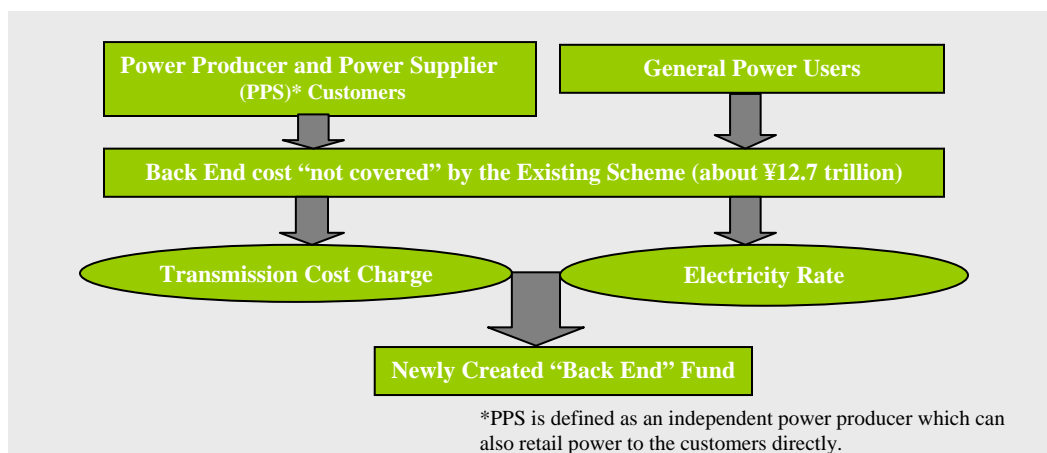 Power Producer and Power Supplier
(PPS)* Customers
General Power Users
Back End cost “not covered” by the Existing Scheme (about ¥12.7 trillion)
Transmission Cost Charge
Electricity Rate
Newly Created “Back End” Fund
*PPS is defined as an independent power producer which can
also retail power to the customers directly.